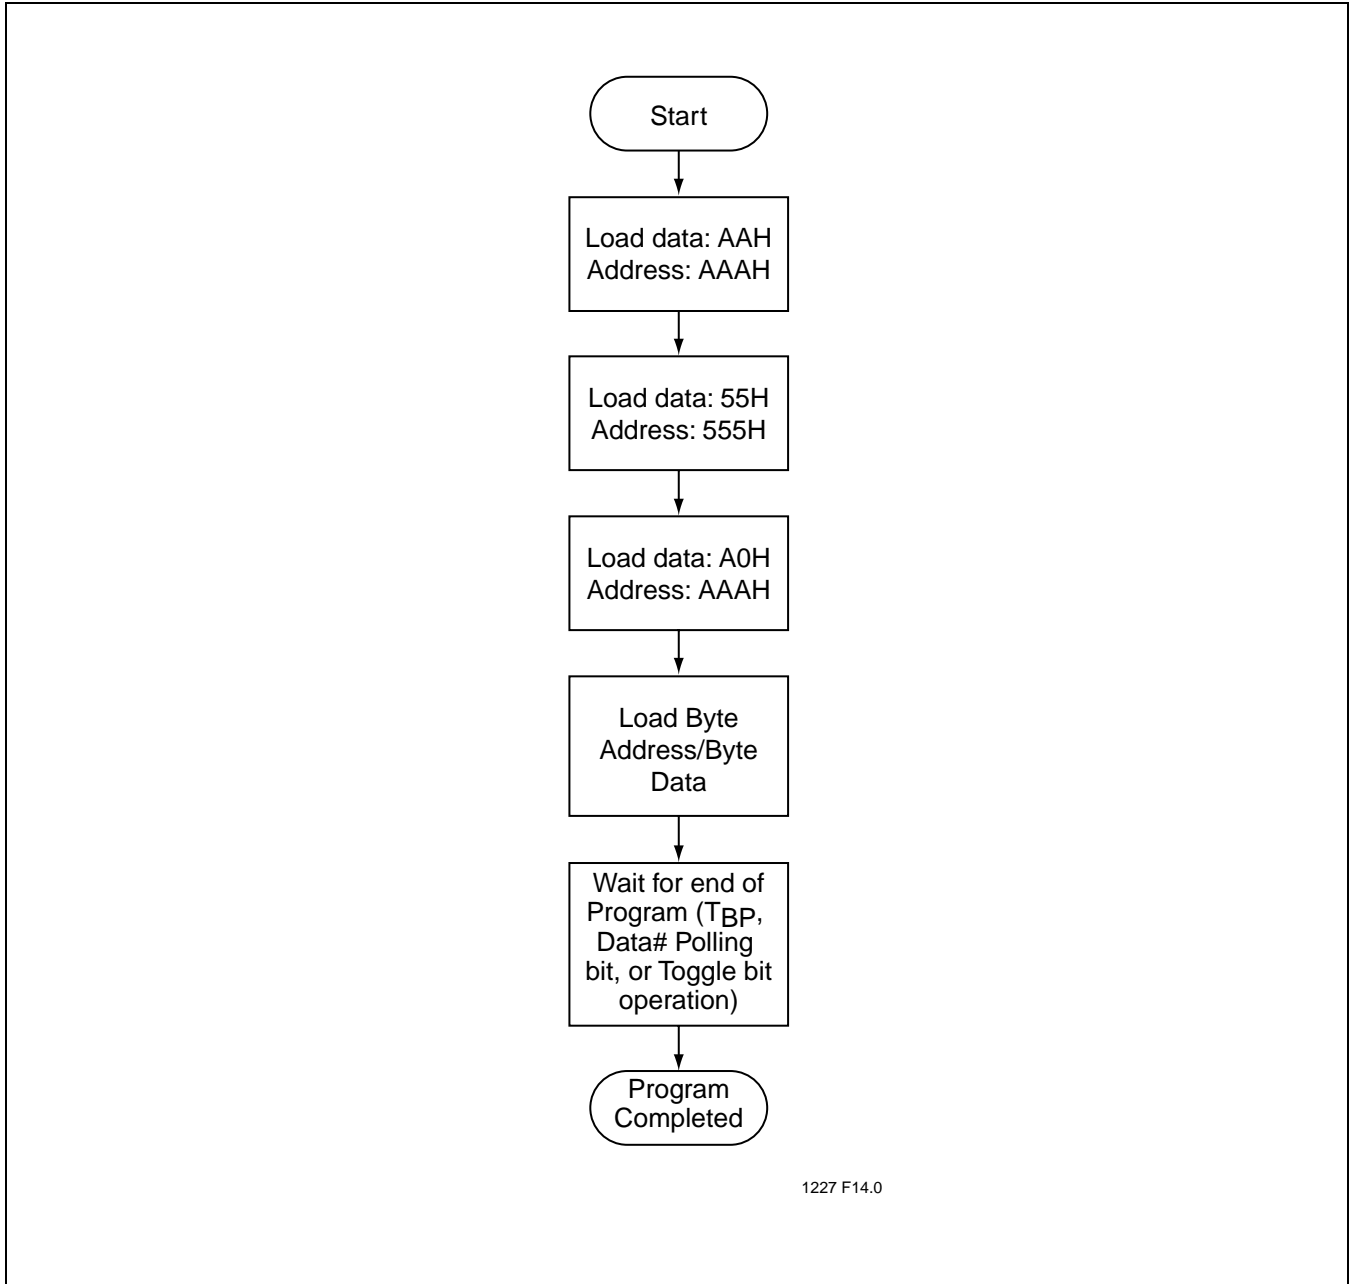 Start
Load data: AAH
Address: AAAH
Load data: 55H
Address: 555H
Load data: A0H
Address: AAAH
Load Byte
Address/Byte
Data
Wait for end of
Program (TBP,
Data# Polling
bit, or Toggle bit
operation)
Program
Completed
1227 F14.0